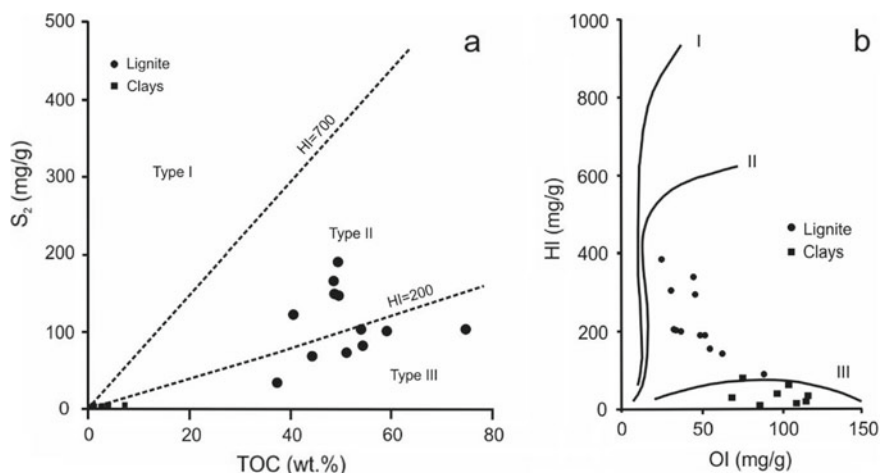 a
500
400
300
200
100
0
S₂ (mg/g)
Lignite
Clays
HI=700
Type I
Type II
HI=200
Type III
0
20
40
60
80
TOC (wt.%)
b
1000
800
600
400
200
0
HI (mg/g)
I
II
Lignite
Clays
III
0
50
100
150
OI (mg/g)